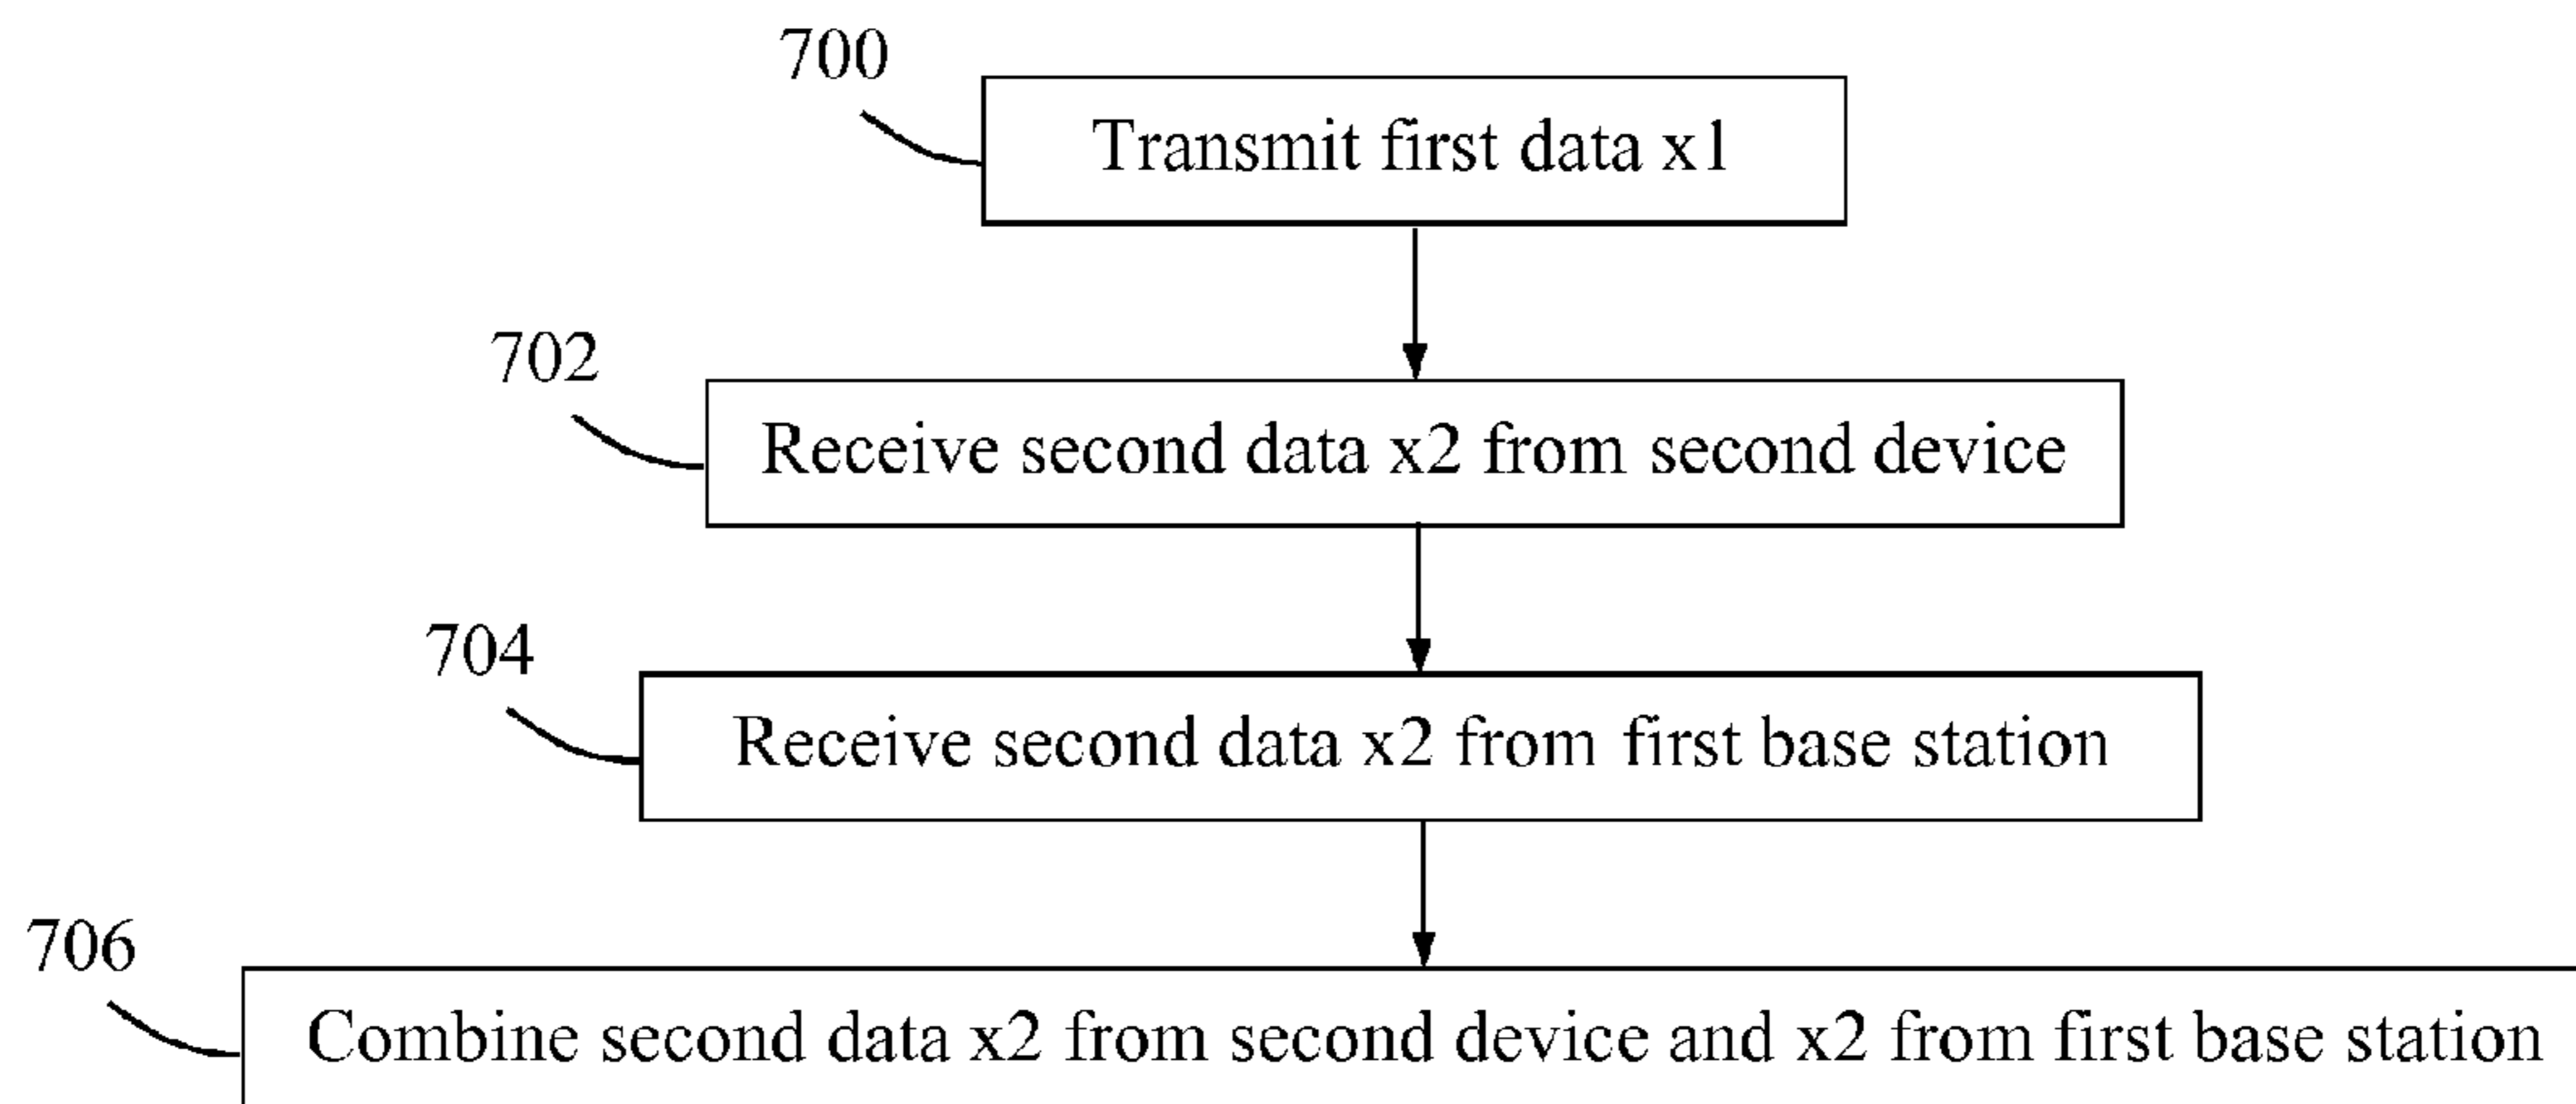 700
Transmit first data x1
702
Receive second data x2 from second device
704
Receive second data x2 from first base station
706
Combine second data x2 from second device and x2 from first base station